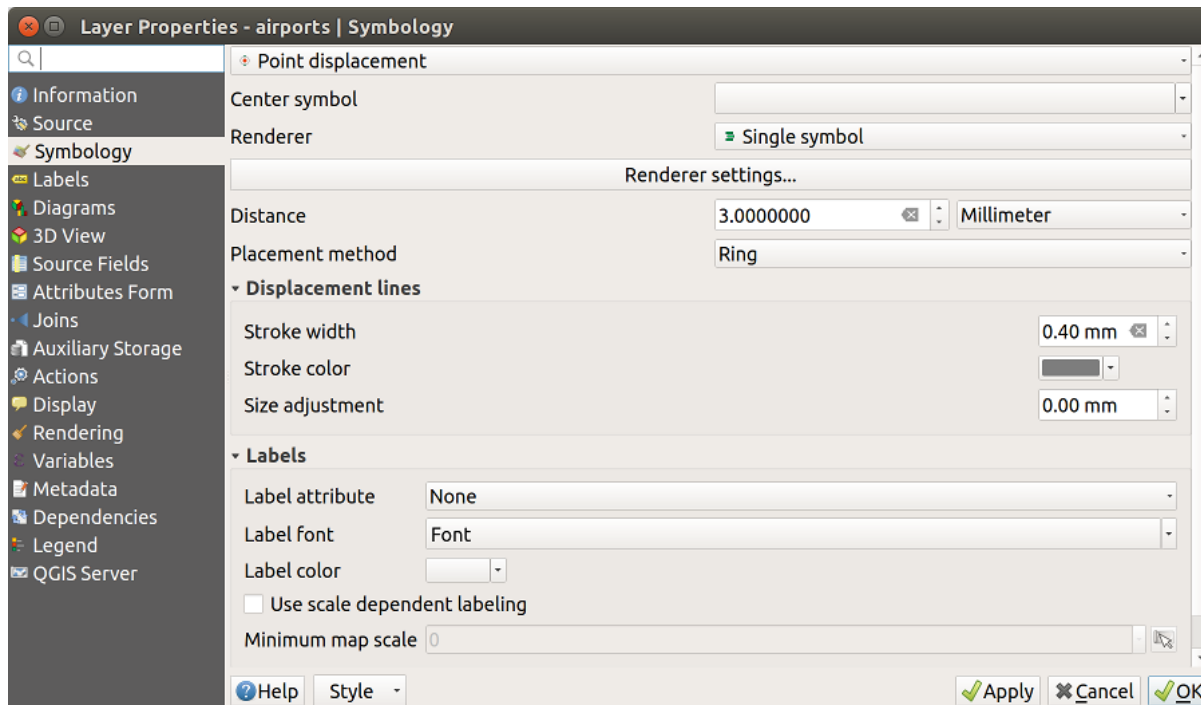 Layer Properties - airports | Symbology
Information
Source
Symbology
Labels
Diagrams
3D View
Source Fields
Attributes Form
Joins
Auxiliary Storage
Actions
Display
Rendering
Variables
Metadata
Dependencies
Legend
QGIS Server
Point displacement
Center symbol
Renderer Single symbol
Renderer settings...
Distance 3.0000000 Millimeter
Placement method Ring
Displacement lines
Stroke width 0.40 mm
Stroke color
Size adjustment 0.00 mm
Labels
Label attribute None
Label font Font
Label color
Use scale dependent labeling
Minimum map scale 0
Help Style Apply Cancel OK